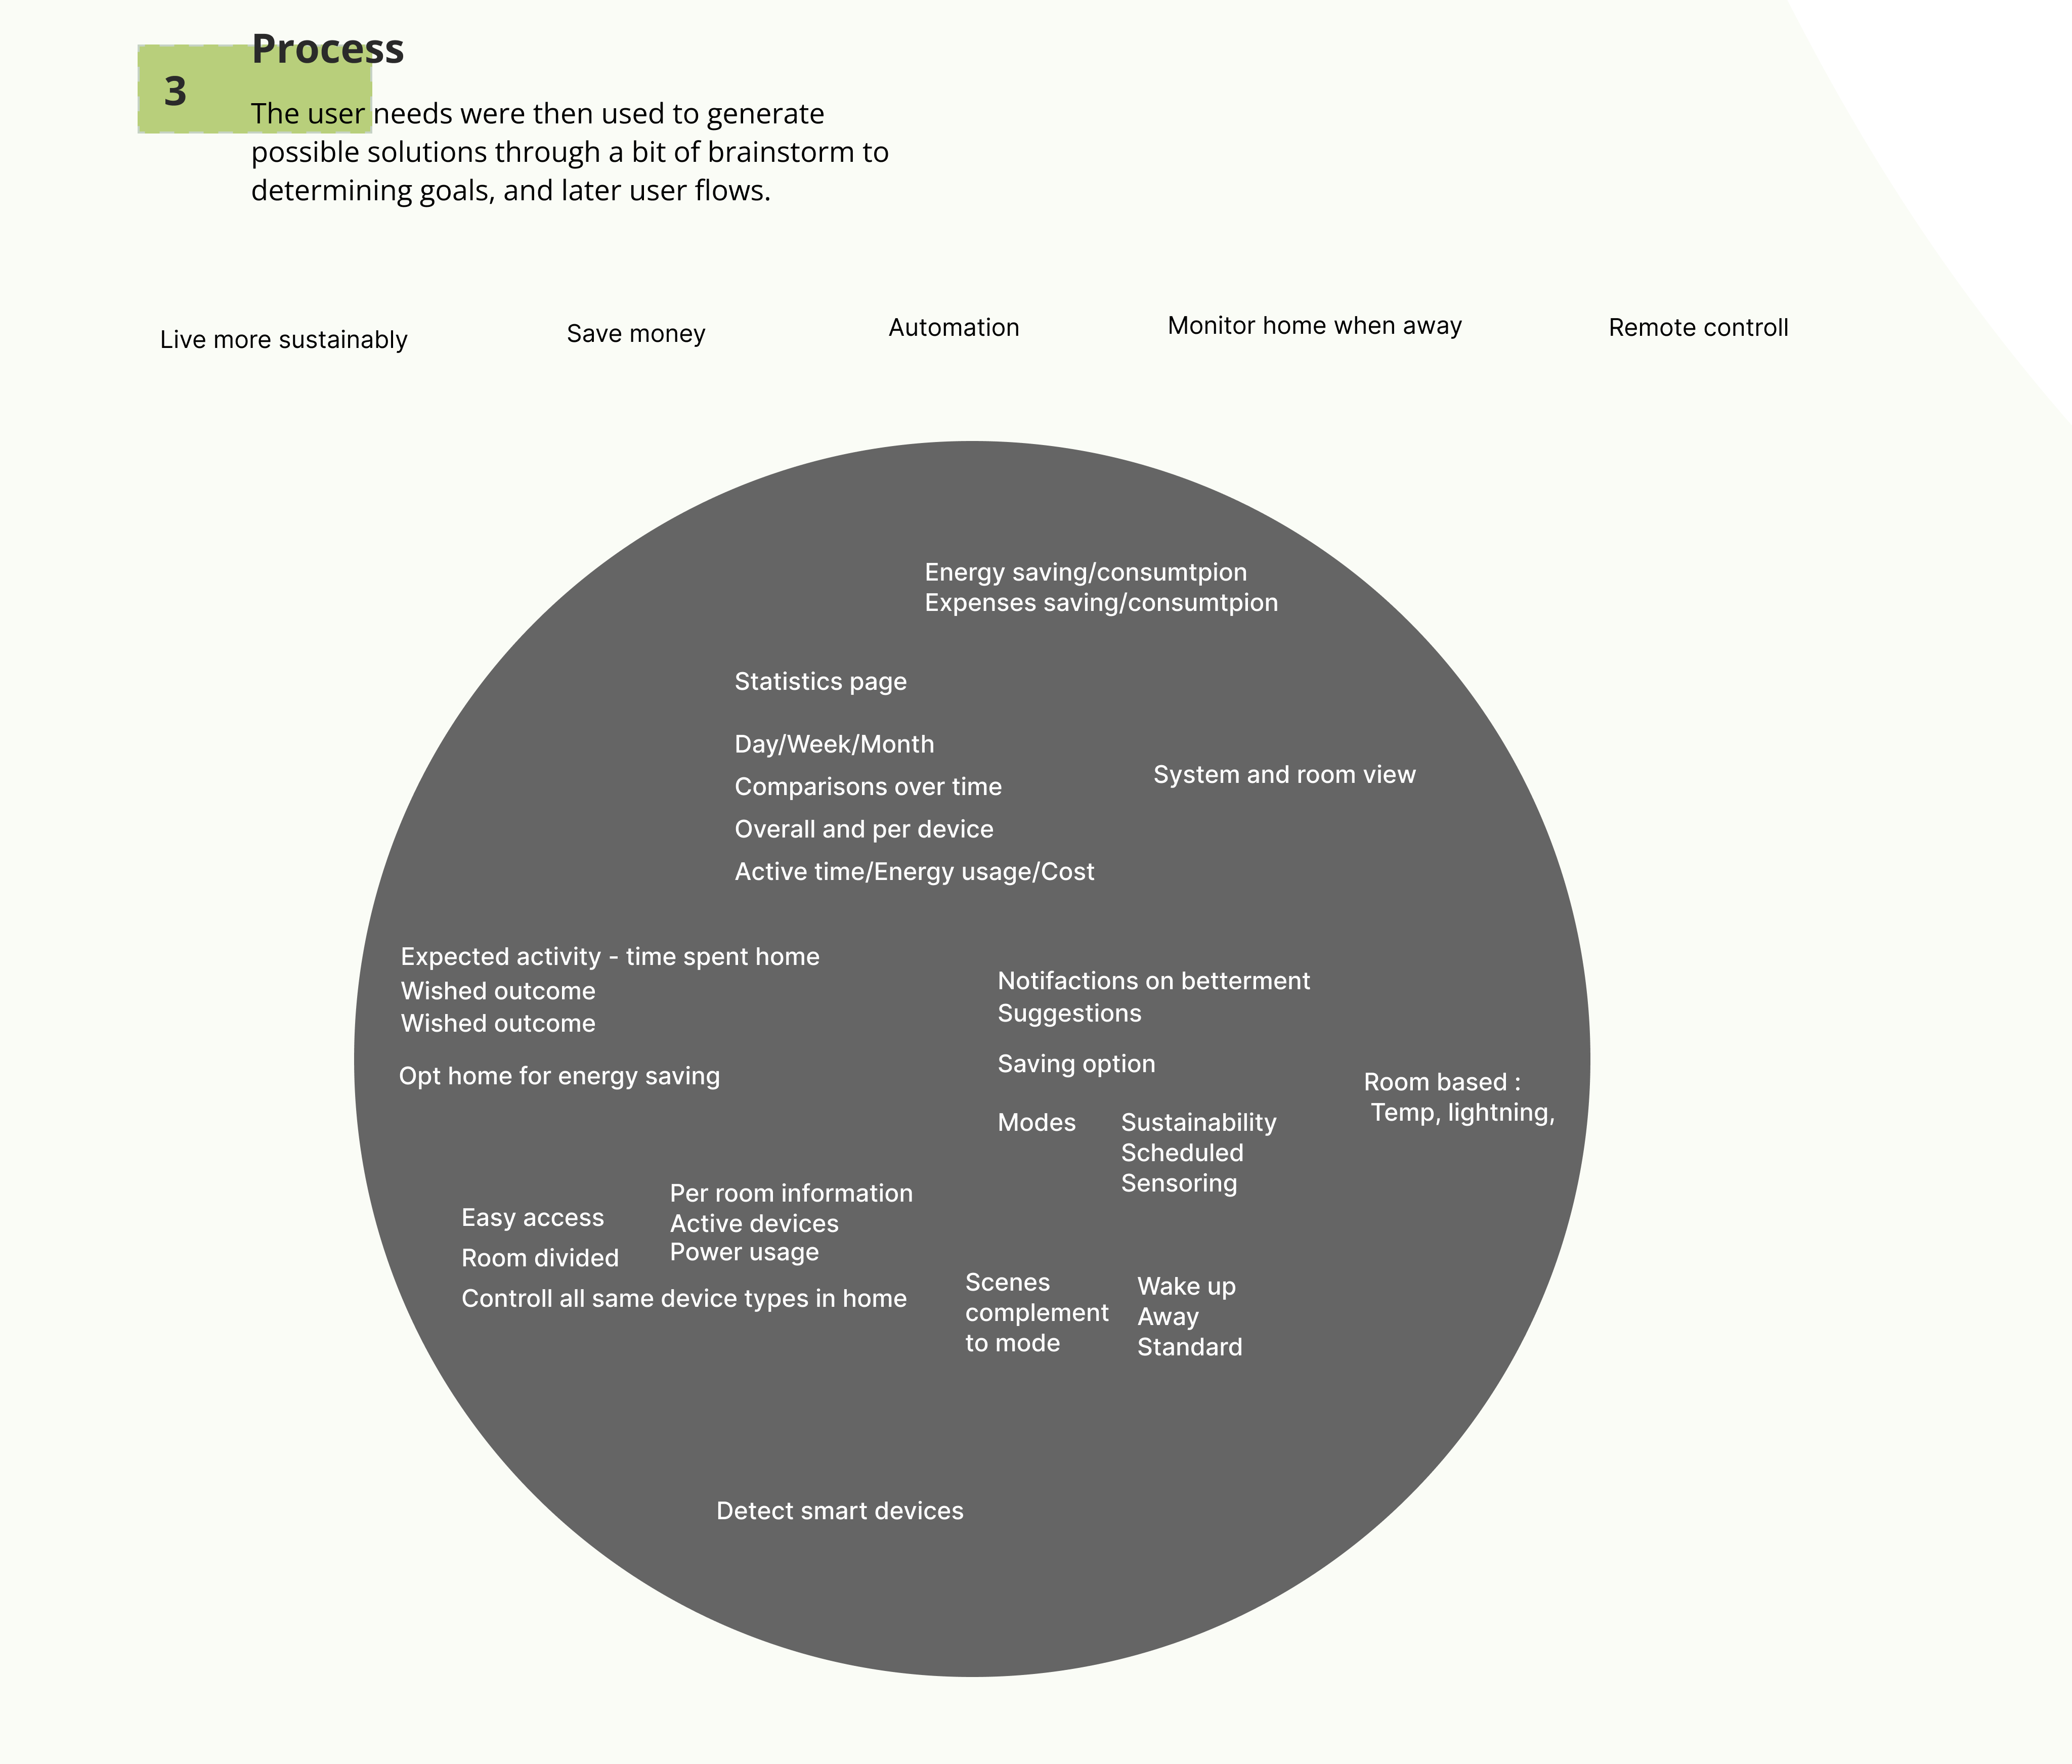 Process
3
The user needs were then used to generate
possible solutions through a bit of brainstorm to
determining goals, and later user flows.
Live more sustainably
Save money
Automation
Monitor home when away
Remote controll
Energy saving/consumtpion
Expenses saving/consumtpion
Statistics page
Day/Week/Month
Comparisons over time
Overall and per device
Active time/Energy usage/Cost
System and room view
Expected activity - time spent home
Wished outcome
Wished outcome
Opt home for energy saving
Notifactions on betterment
Suggestions
Saving option
Modes
Sustainability
Scheduled
Sensoring
Room based :
Temp, lightning,
Easy access
Room divided
Controll all same device types in home
Per room information
Active devices
Power usage
Scenes
complement
to mode
Wake up
Away
Standard
Detect smart devices